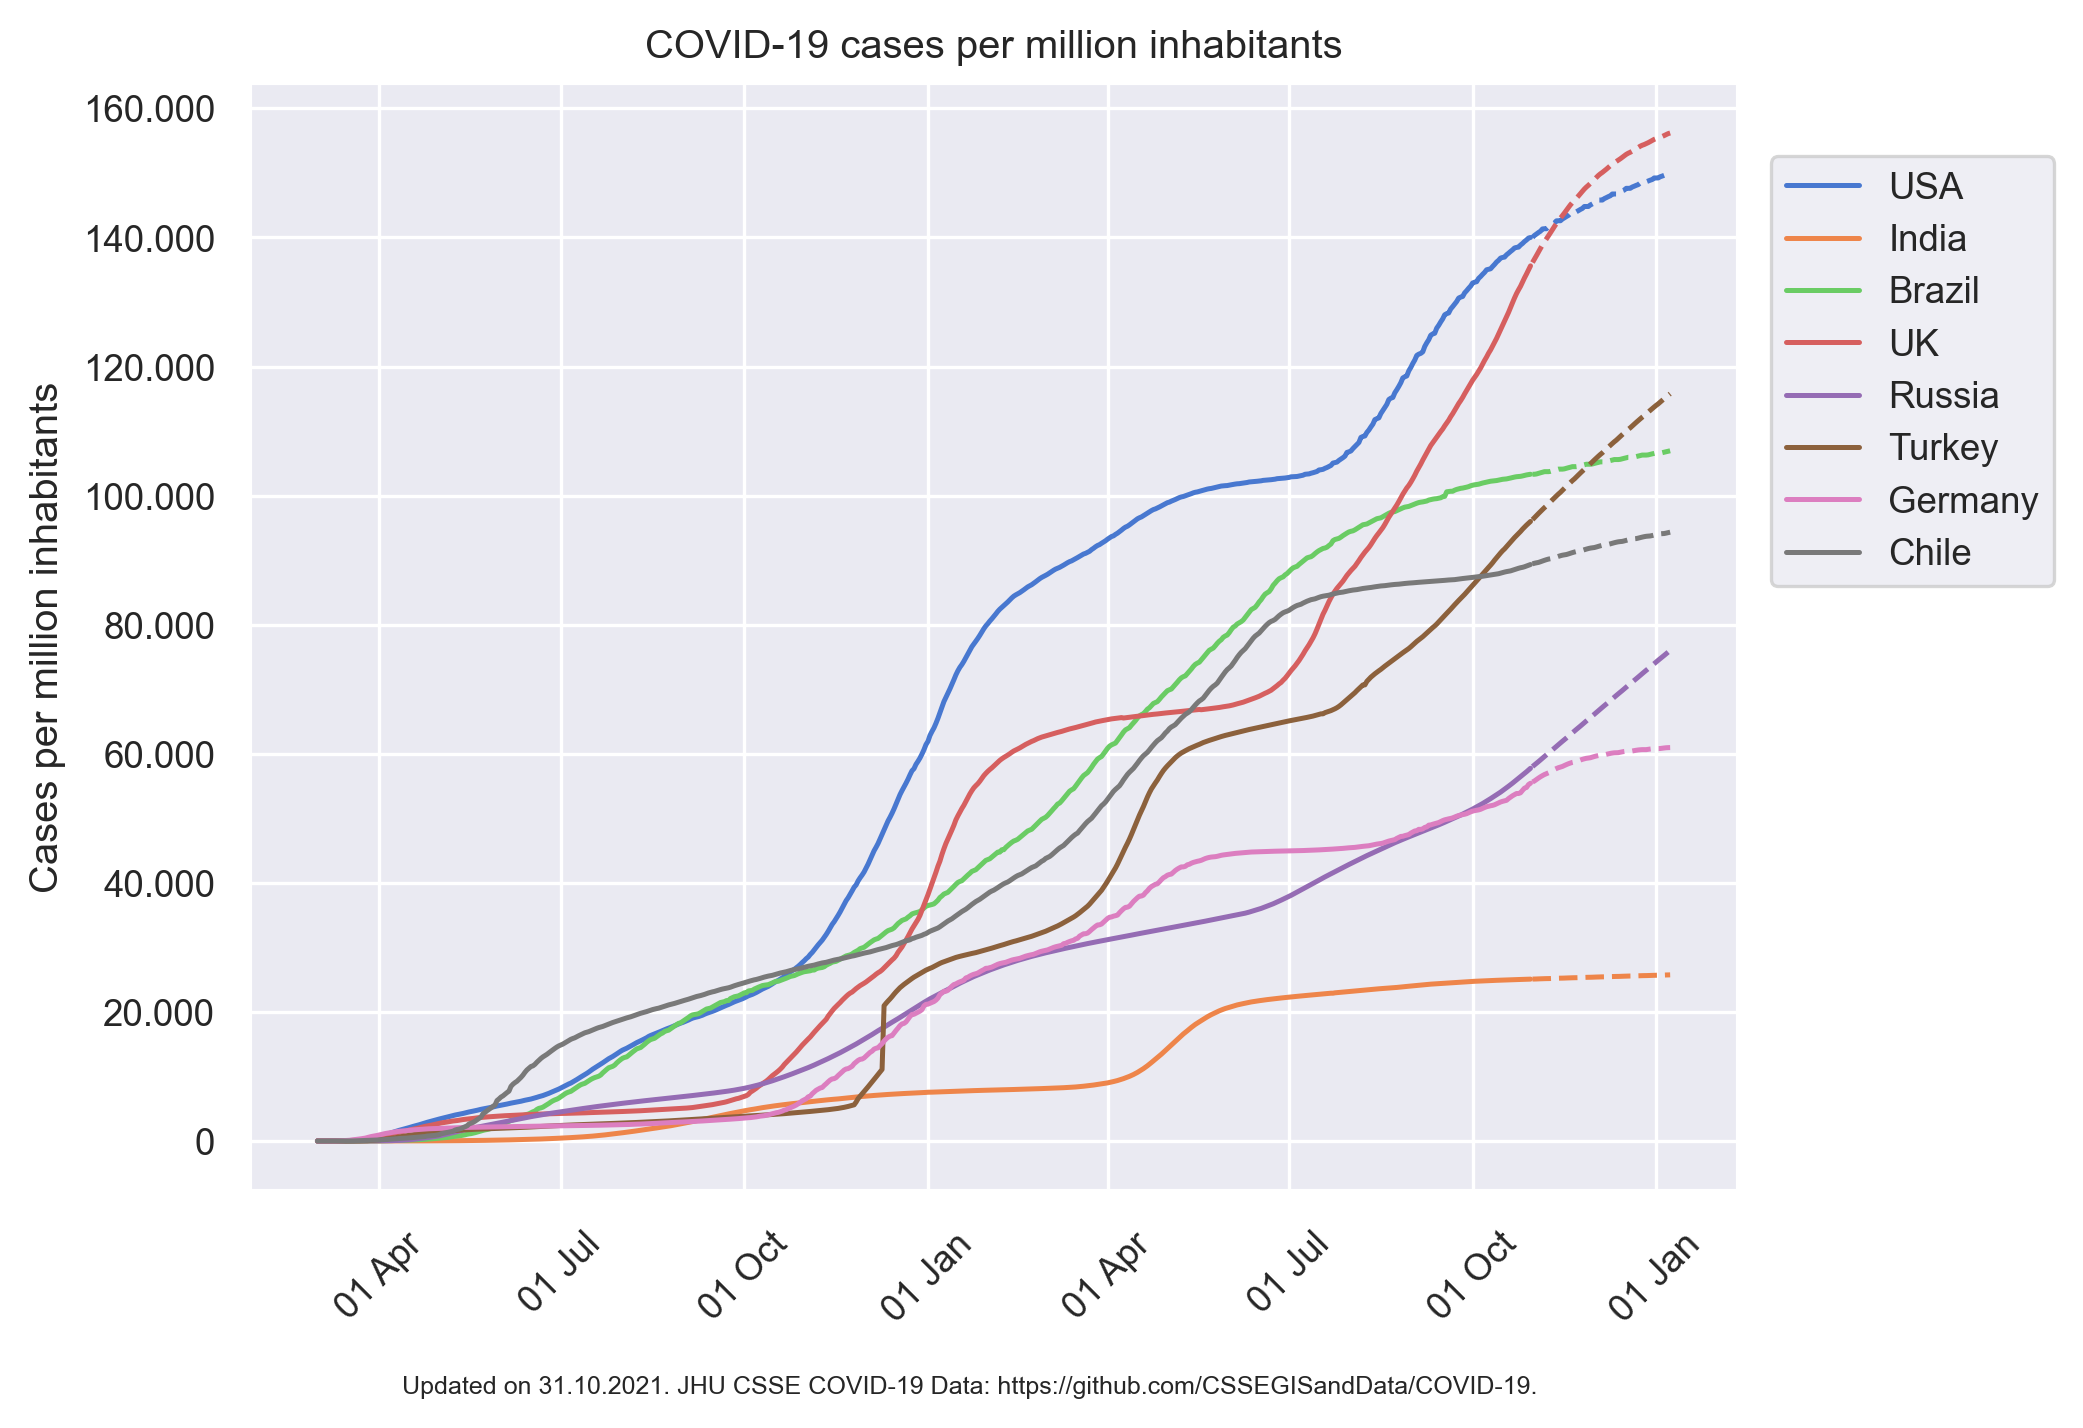 COVID-19 cases per million inhabitants
160.000
140.000
120.000
100.000
80.000
60.000
40.000
20.000
0
Cases per million inhabitants
USA
India
Brazil
UK
Russia
Turkey
Germany
Chile
01 Apr
01 Jul
01 Oct
01 Jan
01 Apr
01 Jul
01 Oct
01 Jan
Updated on 31.10.2021. JHU CSSE COVID-19 Data: https://github.com/CSSEGISandData/COVID-19.